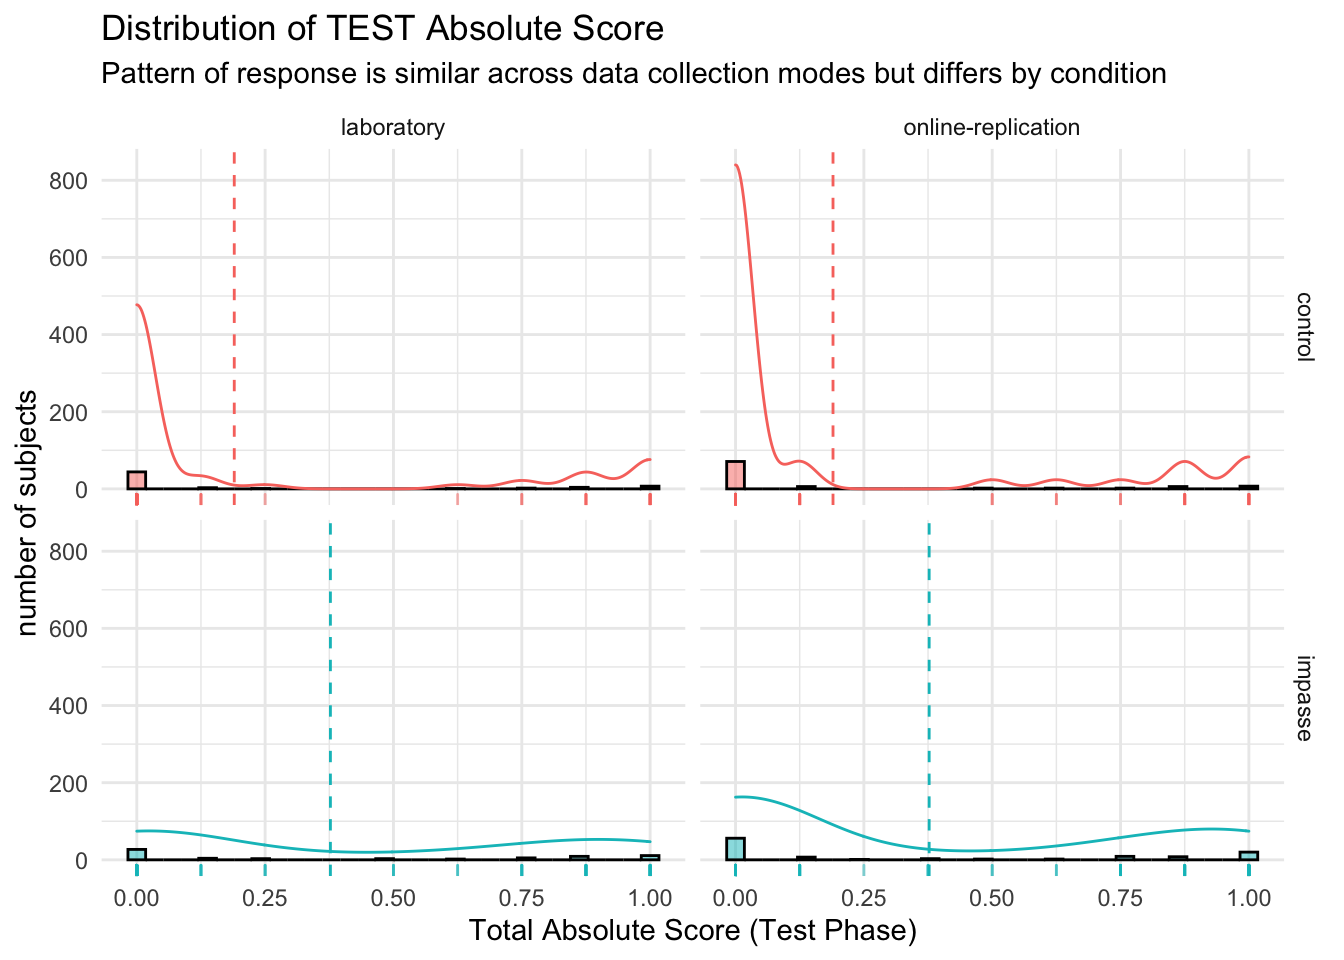 Distribution of TEST Absolute Score
Pattern of response is similar across data collection modes but differs by condition
laboratory
online-replication
800
600
400
200
0
control
number of subjects
800
600
400
200
0
impasse
0.00 0.25 0.50 0.75 1.00
0.00 0.25 0.50 0.75 1.00
Total Absolute Score (Test Phase)